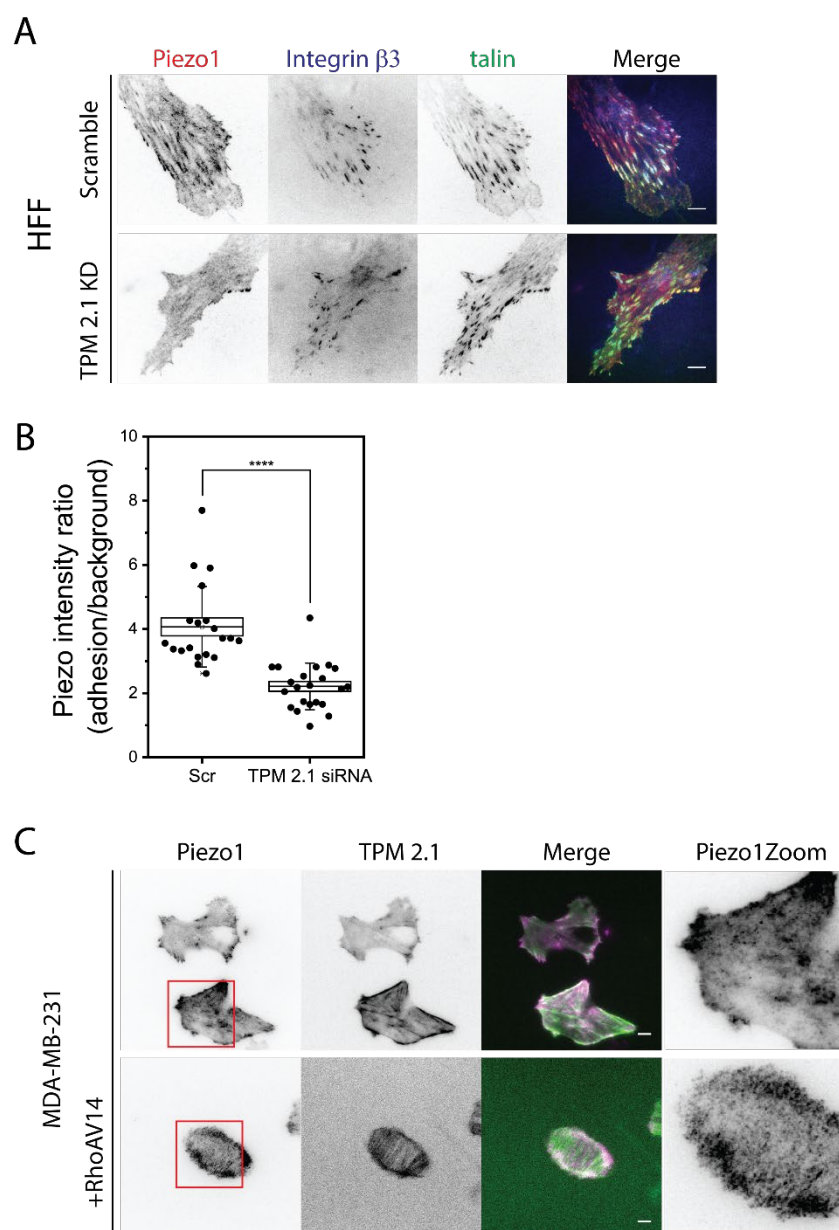 A
Piezo1 Integrin β3 talin Merge
HFF
Scramble
TPM 2.1 KD
B
Piezo intensity ratio
(adhesion/background)
10
8
6
4
2
0
****
Scr TPM 2.1 siRNA
C
Piezo1 TPM 2.1 Merge Piezo1Zoom
MDA-MB-231
+RhoAV14